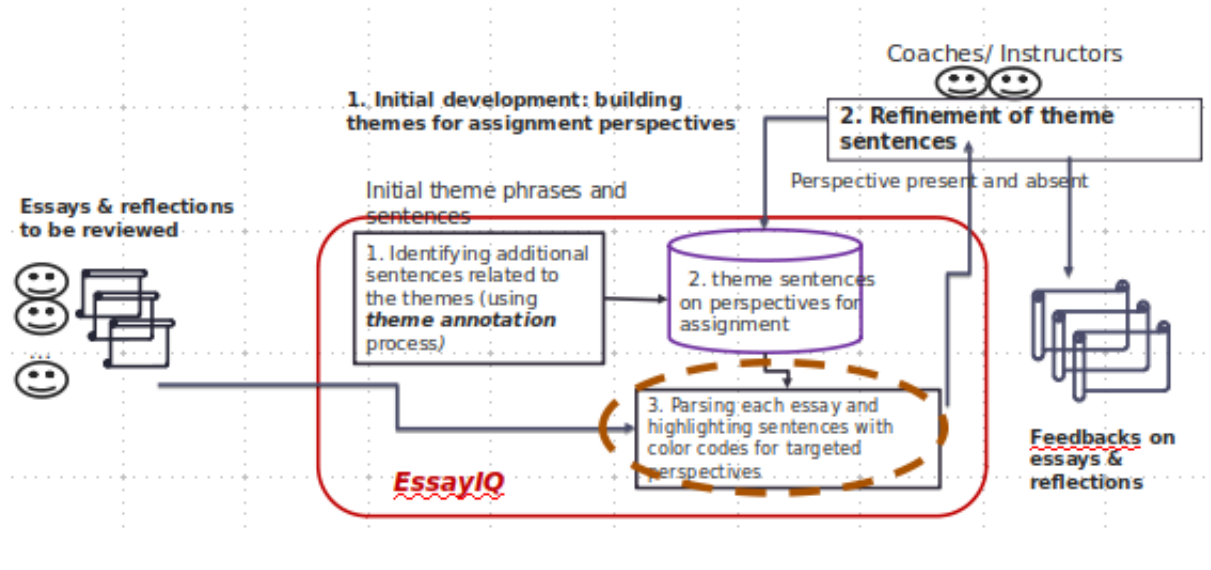 Coaches/ Instructors
1. Initial development: building
themes for assignment perspectives
2. Refinement of theme
sentences
Perspective present and absent
Initial theme phrases and
sentences
Essays & reflections
to be reviewed
...
1. Identifying additional
sentences related to
the themes (using
theme annotation
process)
2. theme sentences
on perspectives for
assignment
3. Parsing each essay and
highlighting sentences with
color codes for targeted
perspectives
EssayIQ
Feedbacks on
essays &
reflections